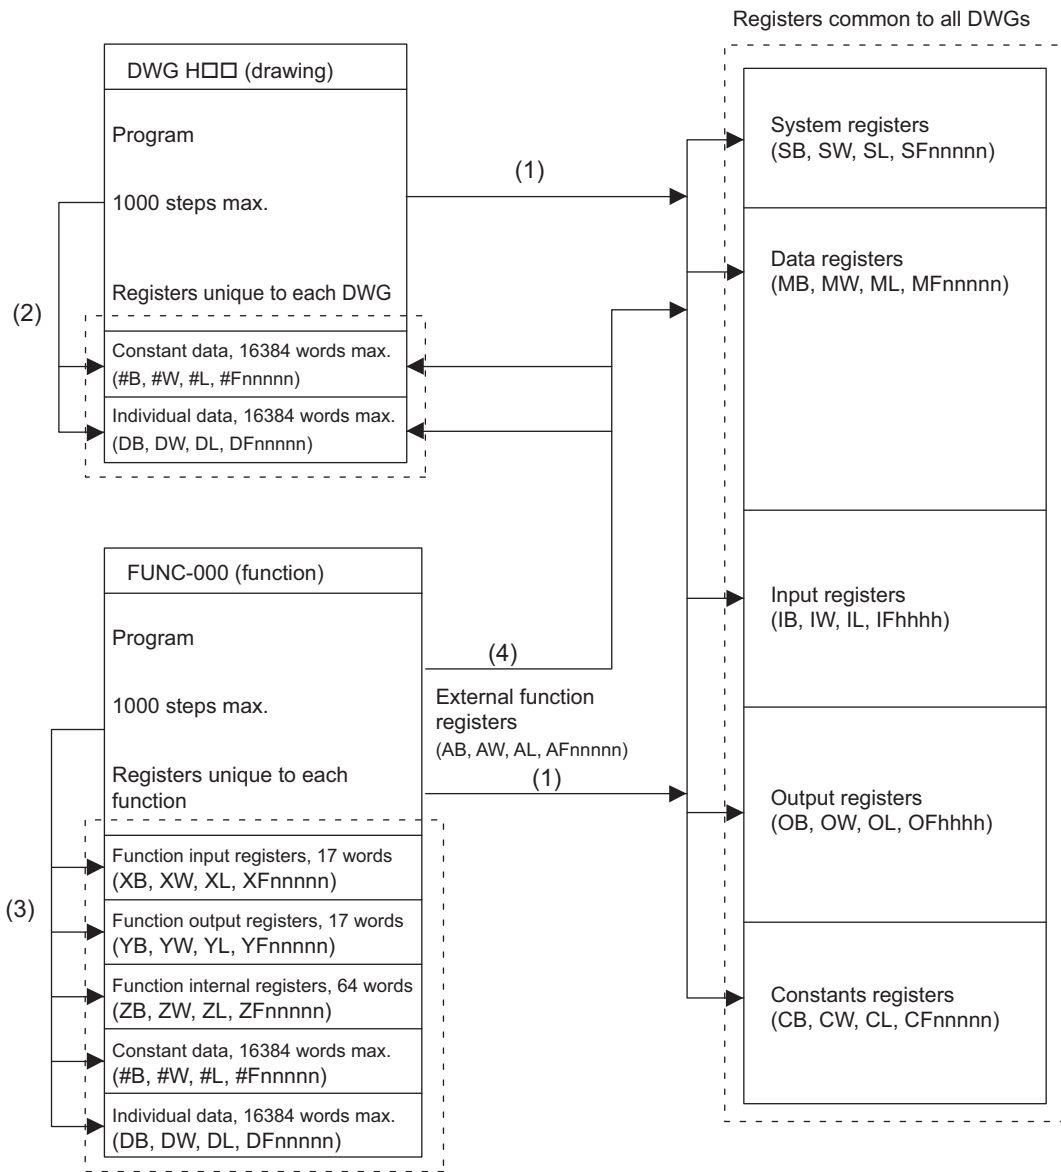 Registers common to all DWGs
DWG H□□ (drawing)
Program
1000 steps max.
Registers unique to each DWG
(2)
Constant data, 16384 words max.
(#B, #W, #L, #Fnnnnn)
Individual data, 16384 words max.
(DB, DW, DL, DFnnnnn)
(1)
FUNC-000 (function)
Program
1000 steps max.
Registers unique to each
function
(3)
Function input registers, 17 words
(XB, XW, XL, XFnnnnn)
Function output registers, 17 words
(YB, YW, YL, YFnnnnn)
Function internal registers, 64 words
(ZB, ZW, ZL, ZFnnnnn)
Constant data, 16384 words max.
(#B, #W, #L, #Fnnnnn)
Individual data, 16384 words max.
(DB, DW, DL, DFnnnnn)
(4)
External function
registers
(AB, AW, AL, AFnnnnn)
(1)
System registers
(SB, SW, SL, SFnnnnn)
Data registers
(MB, MW, ML, MFnnnnn)
Input registers
(IB, IW, IL, IFhhhh)
Output registers
(OB, OW, OL, OFhhhh)
Constants registers
(CB, CW, CL, CFnnnnn)